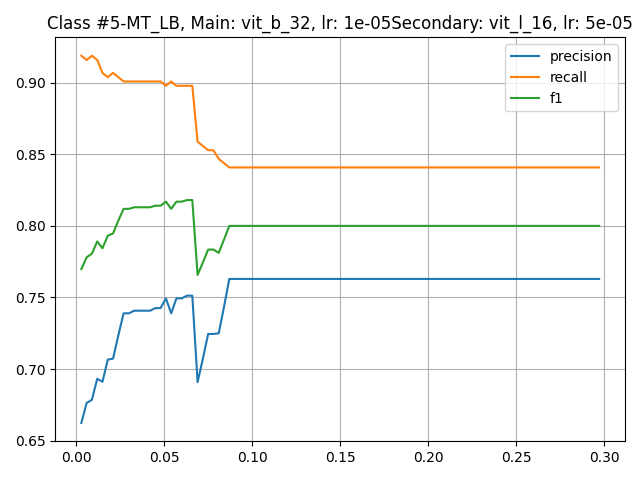 Class #5-MT_LB, Main: vit_b_32, lr: 1e-05Secondary: vit_l_16, lr: 5e-05
precision
recall
f1
0.90
0.85
0.80
0.75
0.70
0.65
0.00 0.05 0.10 0.15 0.20 0.25 0.30